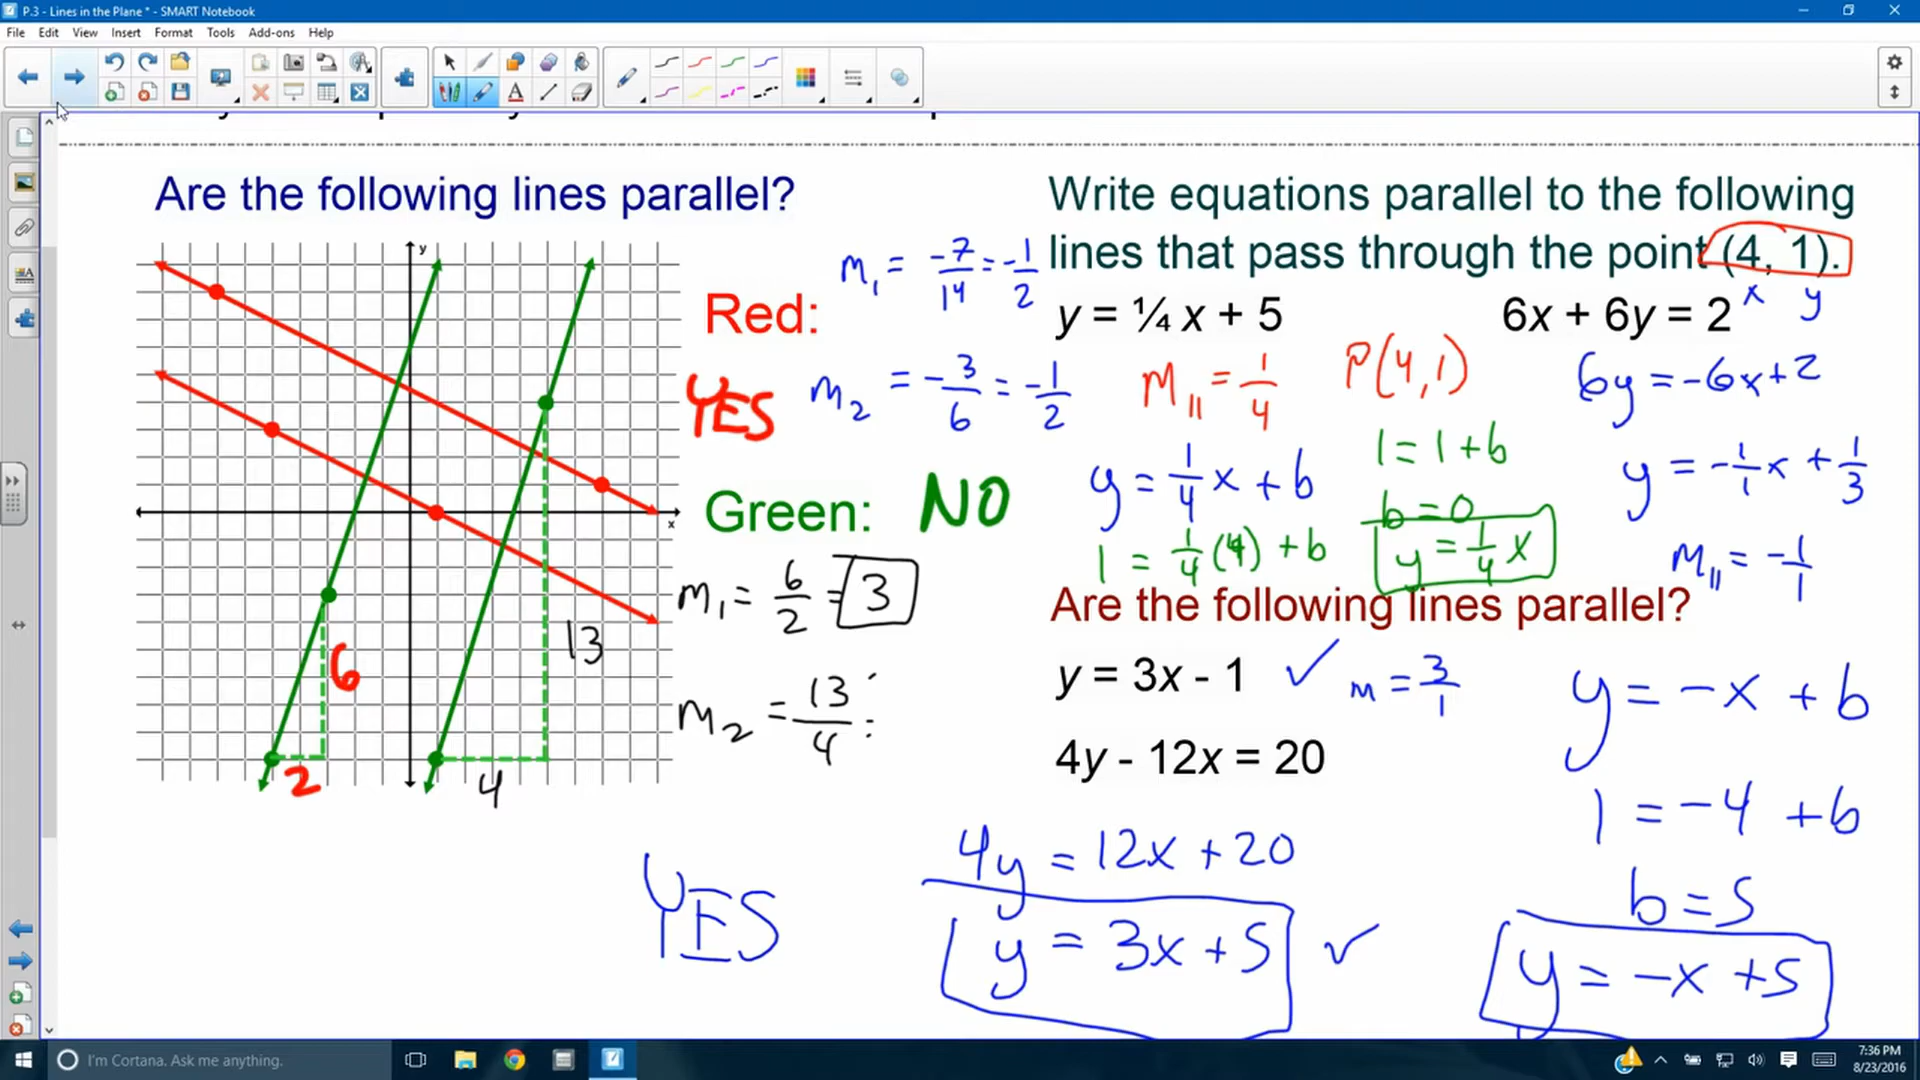 P.3 - Lines in the Plane * - SMART Notebook
File Edit View Insert Format Tools Add-ons Help
Are the following lines parallel?
y
x
6
2
13
4
Red:
YES
m₁ = -7/14 = -1/2
m₂ = -3/6 = -1/2
Green: NO
m₁ = 6/2 = 3
m₂ = 13/4
Write equations parallel to the following
lines that pass through the point (4, 1).
x y
y = ¼ x + 5
m|| = 1/4 P(4,1)
y = 1/4 x + b
1 = 1/4 (4) + b
1 = 1 + b
b = 0
y = 1/4 x
6x + 6y = 2
6y = -6x + 2
y = -1/1 x + 1/3
m|| = -1/1
y = -x + b
1 = -4 + b
b = 5
y = -x + 5
Are the following lines parallel?
y = 3x - 1 ✓ m = 3/1
4y - 12x = 20
4y = 12x + 20
y = 3x + 5 ✓
YES
I'm Cortana. Ask me anything.
7:36 PM
8/23/2016